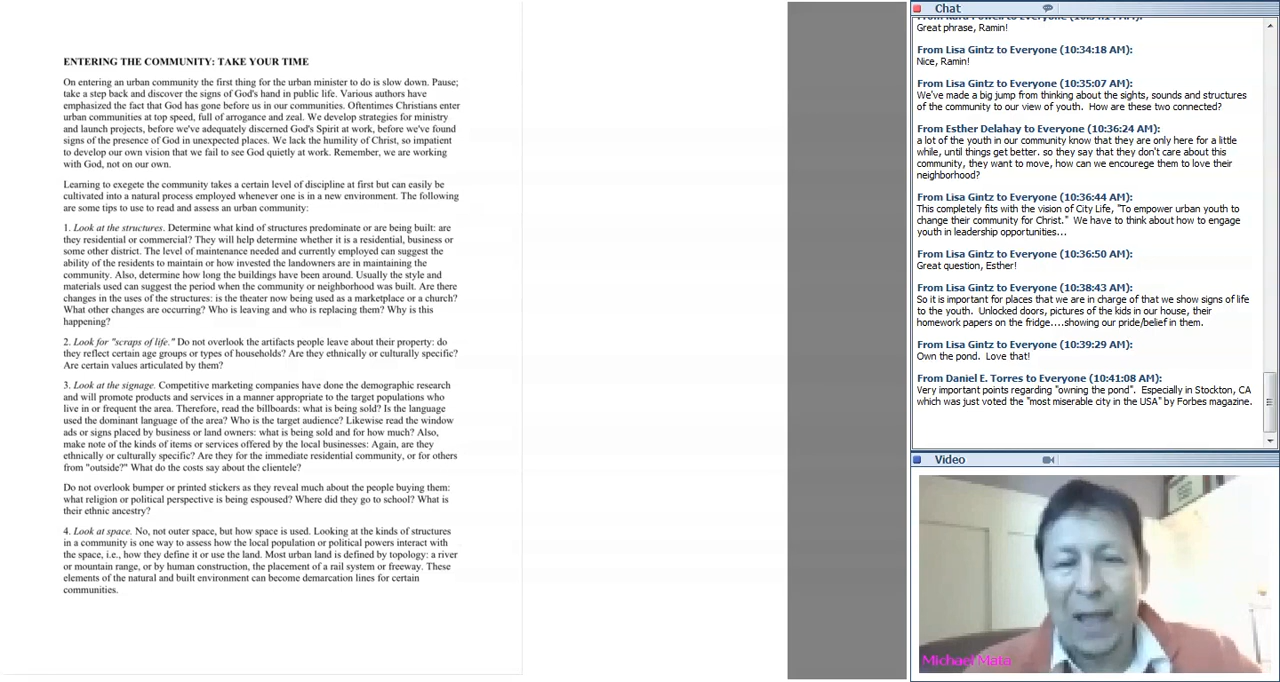 ENTERING THE COMMUNITY: TAKE YOUR TIME
On entering an urban community the first thing for the urban minister to do is slow down. Pause;
take a step back and discover the signs of God's hand in public life. Various authors have
emphasized the fact that God has gone before us in our communities. Oftentimes Christians enter
urban communities at top speed, full of arrogance and zeal. We develop strategies for ministry
and launch projects, before we've adequately discerned God's Spirit at work, before we've found
signs of the presence of God in unexpected places. We lack the humility of Christ, so impatient
to develop our own vision that we fail to see God quietly at work. Remember, we are working
with God, not on our own.
Learning to exegete the community takes a certain level of discipline at first but can easily be
cultivated into a natural process employed whenever one is in a new environment. The following
are some tips to use to read and assess an urban community:
1. Look at the structures. Determine what kind of structures predominate or are being built: are
they residential or commercial? They will help determine whether it is a residential, business or
some other district. The level of maintenance needed and currently employed can suggest the
ability of the residents to maintain or how invested the landowners are in maintaining the
community. Also, determine how long the buildings have been around. Usually the style and
materials used can suggest the period when the community or neighborhood was built. Are there
changes in the uses of the structures: is the theater now being used as a marketplace or a church?
What other changes are occurring? Who is leaving and who is replacing them? Why is this
happening?
2. Look for "scraps of life." Do not overlook the artifacts people leave about their property: do
they reflect certain age groups or types of households? Are they ethnically or culturally specific?
Are certain values articulated by them?
3. Look at the signage. Competitive marketing companies have done the demographic research
and will promote products and services in a manner appropriate to the target populations who
live in or frequent the area. Therefore, read the billboards: what is being sold? Is the language
used the dominant language of the area? Who is the target audience? Likewise read the window
ads or signs placed by business or land owners: what is being sold and for how much? Also,
make note of the kinds of items or services offered by the local businesses: Again, are they
ethnically or culturally specific? Are they for the immediate residential community, or for others
from "outside?" What do the costs say about the clientele?
Do not overlook bumper or printed stickers as they reveal much about the people buying them:
what religion or political perspective is being espoused? Where did they go to school? What is
their ethnic ancestry?
4. Look at space. No, not outer space, but how space is used. Looking at the kinds of structures
in a community is one way to assess how the local population or political powers interact with
the space, i.e., how they define it or use the land. Most urban land is defined by topology: a river
or mountain range, or by human construction, the placement of a rail system or freeway. These
elements of the natural and built environment can become demarcation lines for certain
communities.
Chat
Great phrase, Ramin!
From Lisa Gintz to Everyone (10:34:18 AM):
Nice, Ramin!
From Lisa Gintz to Everyone (10:35:07 AM):
We've made a big jump from thinking about the sights, sounds and structures
of the community to our view of youth. How are these two connected?
From Esther Delahay to Everyone (10:36:24 AM):
a lot of the youth in our community know that they are only here for a little
while, until things get better. so they say that they don't care about this
community, they want to move, how can we encourege them to love their
neighborhood?
From Lisa Gintz to Everyone (10:36:44 AM):
This completely fits with the vision of City Life, "To empower urban youth to
change their community for Christ." We have to think about how to engage
youth in leadership opportunities...
From Lisa Gintz to Everyone (10:36:50 AM):
Great question, Esther!
From Lisa Gintz to Everyone (10:38:43 AM):
So it is important for places that we are in charge of that we show signs of life
to the youth. Unlocked doors, pictures of the kids in our house, their
homework papers on the fridge....showing our pride/belief in them.
From Lisa Gintz to Everyone (10:39:29 AM):
Own the pond. Love that!
From Daniel E. Torres to Everyone (10:41:08 AM):
Very important points regarding "owning the pond". Especially in Stockton, CA
which was just voted the "most miserable city in the USA" by Forbes magazine.
Video
Michael Mata